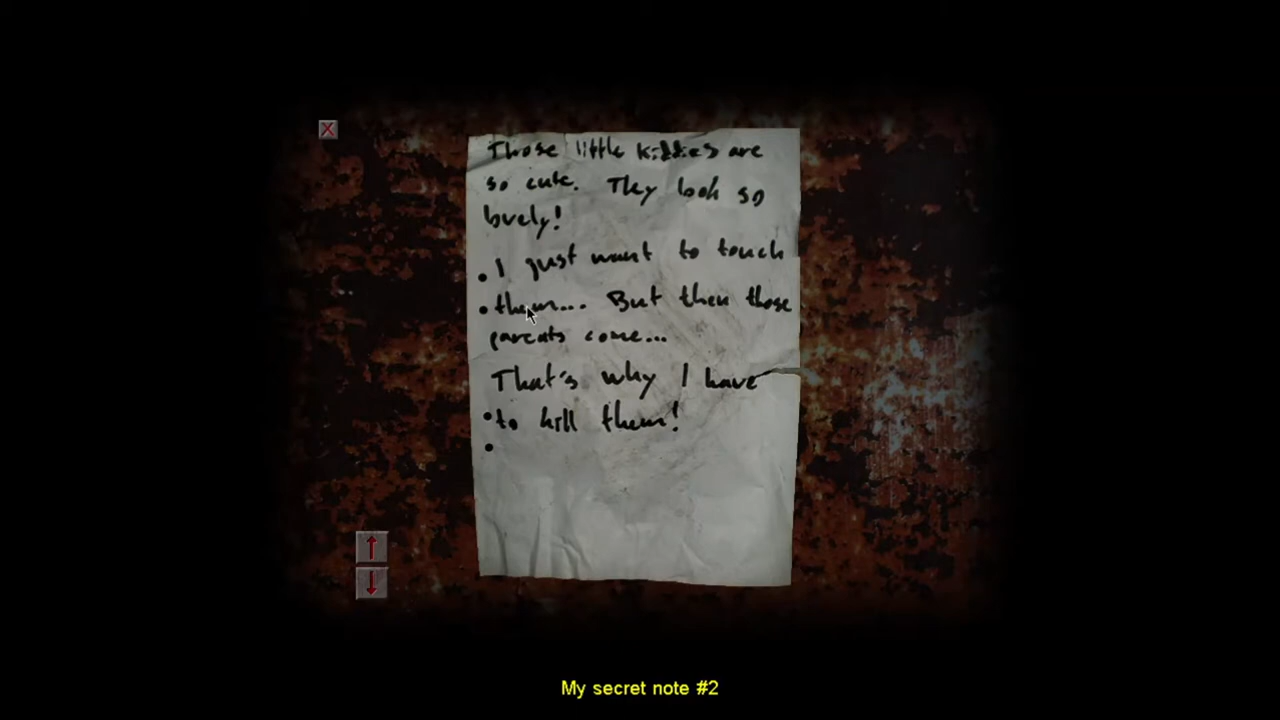 Those little kiddies are
so cute. They look so
lovely!
I just want to touch
them... But then those
parents come...
That's why I have
to kill them!
My secret note #2